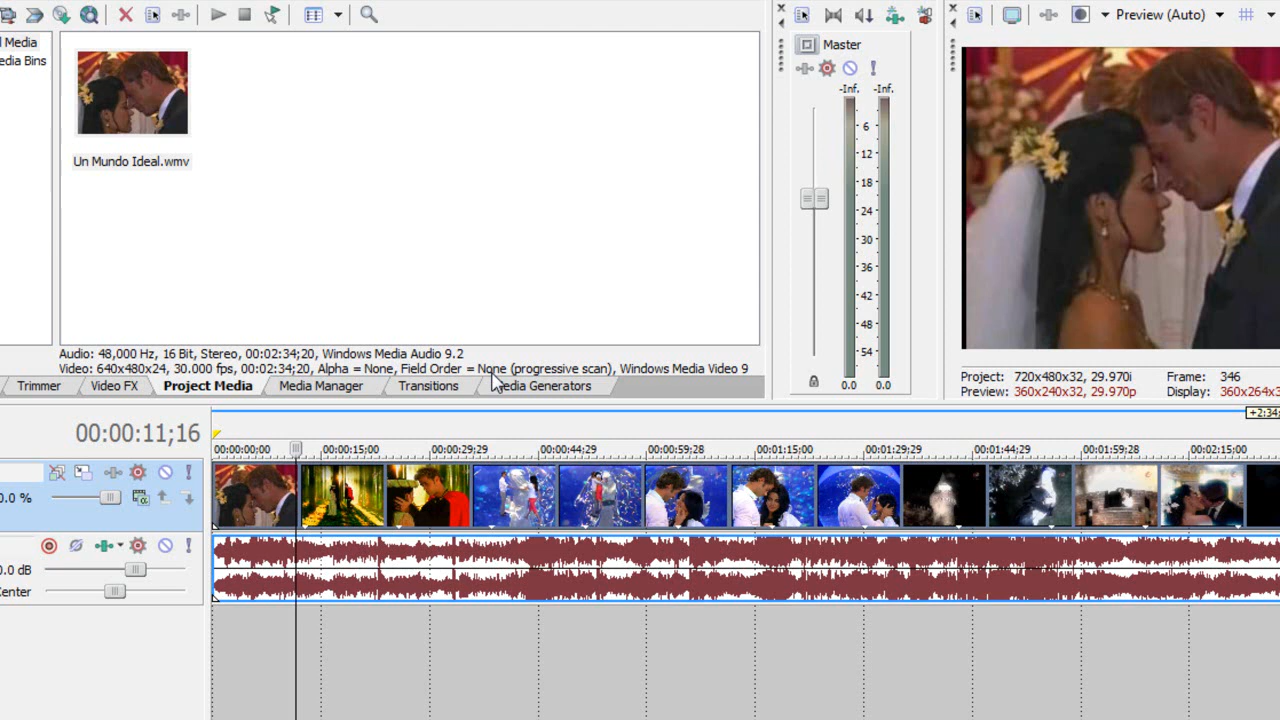 Preview (Auto)
l Media
edia Bins
Un Mundo Ideal.wmv
Master
-Inf. -Inf.
6
12
18
24
30
36
42
48
54
0.0 0.0
Audio: 48,000 Hz, 16 Bit, Stereo, 00:02:34;20, Windows Media Audio 9.2
Video: 640x480x24, 30.000 fps, 00:02:34;20, Alpha = None, Field Order = None (progressive scan), Windows Media Video 9
Trimmer Video FX Project Media Media Manager Transitions edia Generators
Project: 720x480x32, 29.970i Frame: 346
Preview: 360x240x32, 29.970p Display: 360x264x3
+2:34:
00:00:11;16
00:00:00;00 00:00:15;00 00:00:29;29 00:00:44;29 00:00:59;28 00:01:15;00 00:01:29;29 00:01:44;29 00:01:59;28 00:02:15;00
0.0 %
0.0 dB
Center